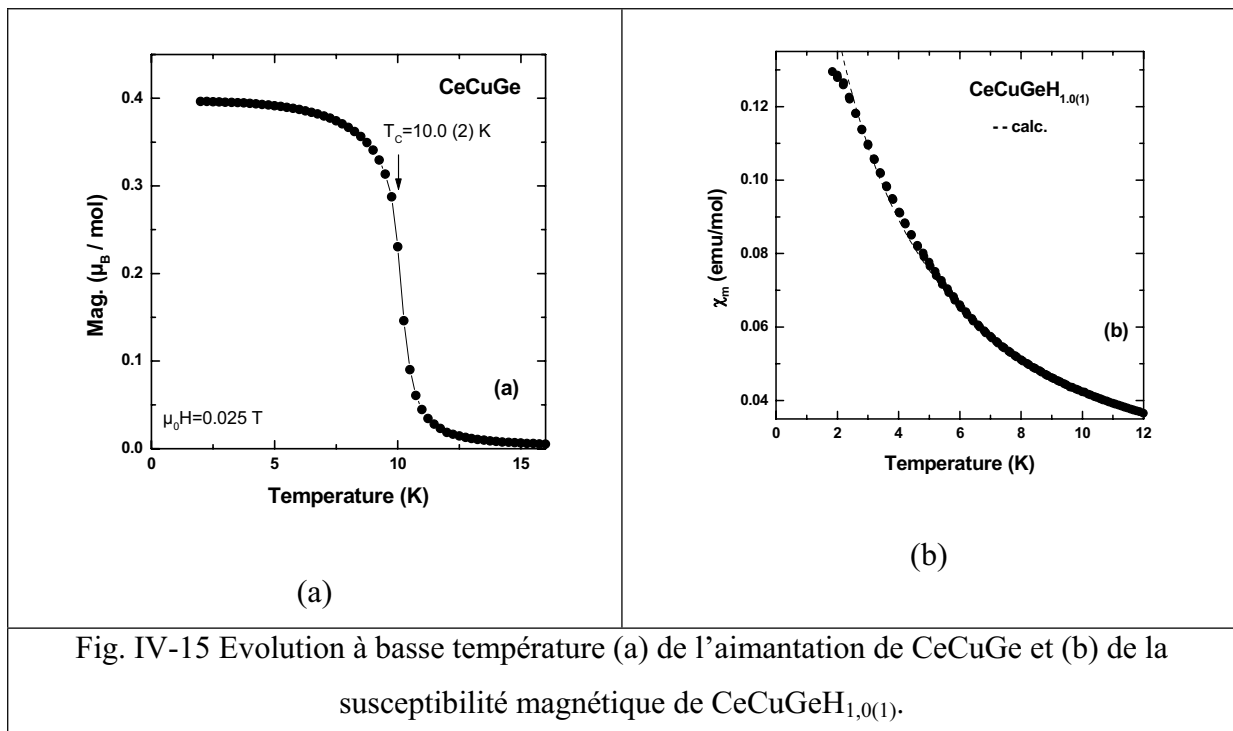 CeCuGe
T_C=10.0 (2) K
Mag. (μ_B / mol)
0.4
0.3
0.2
0.1
0.0
(a)
μ_0H=0.025 T
0
5
10
15
Temperature (K)
(a)
CeCuGeH_1.0(1)
- - calc.
χ_m (emu/mol)
0.12
0.10
0.08
0.06
0.04
(b)
0
2
4
6
8
10
12
Temperature (K)
(b)
Fig. IV-15 Evolution à basse température (a) de l’aimantation de CeCuGe et (b) de la
susceptibilité magnétique de CeCuGeH_1,0(1).